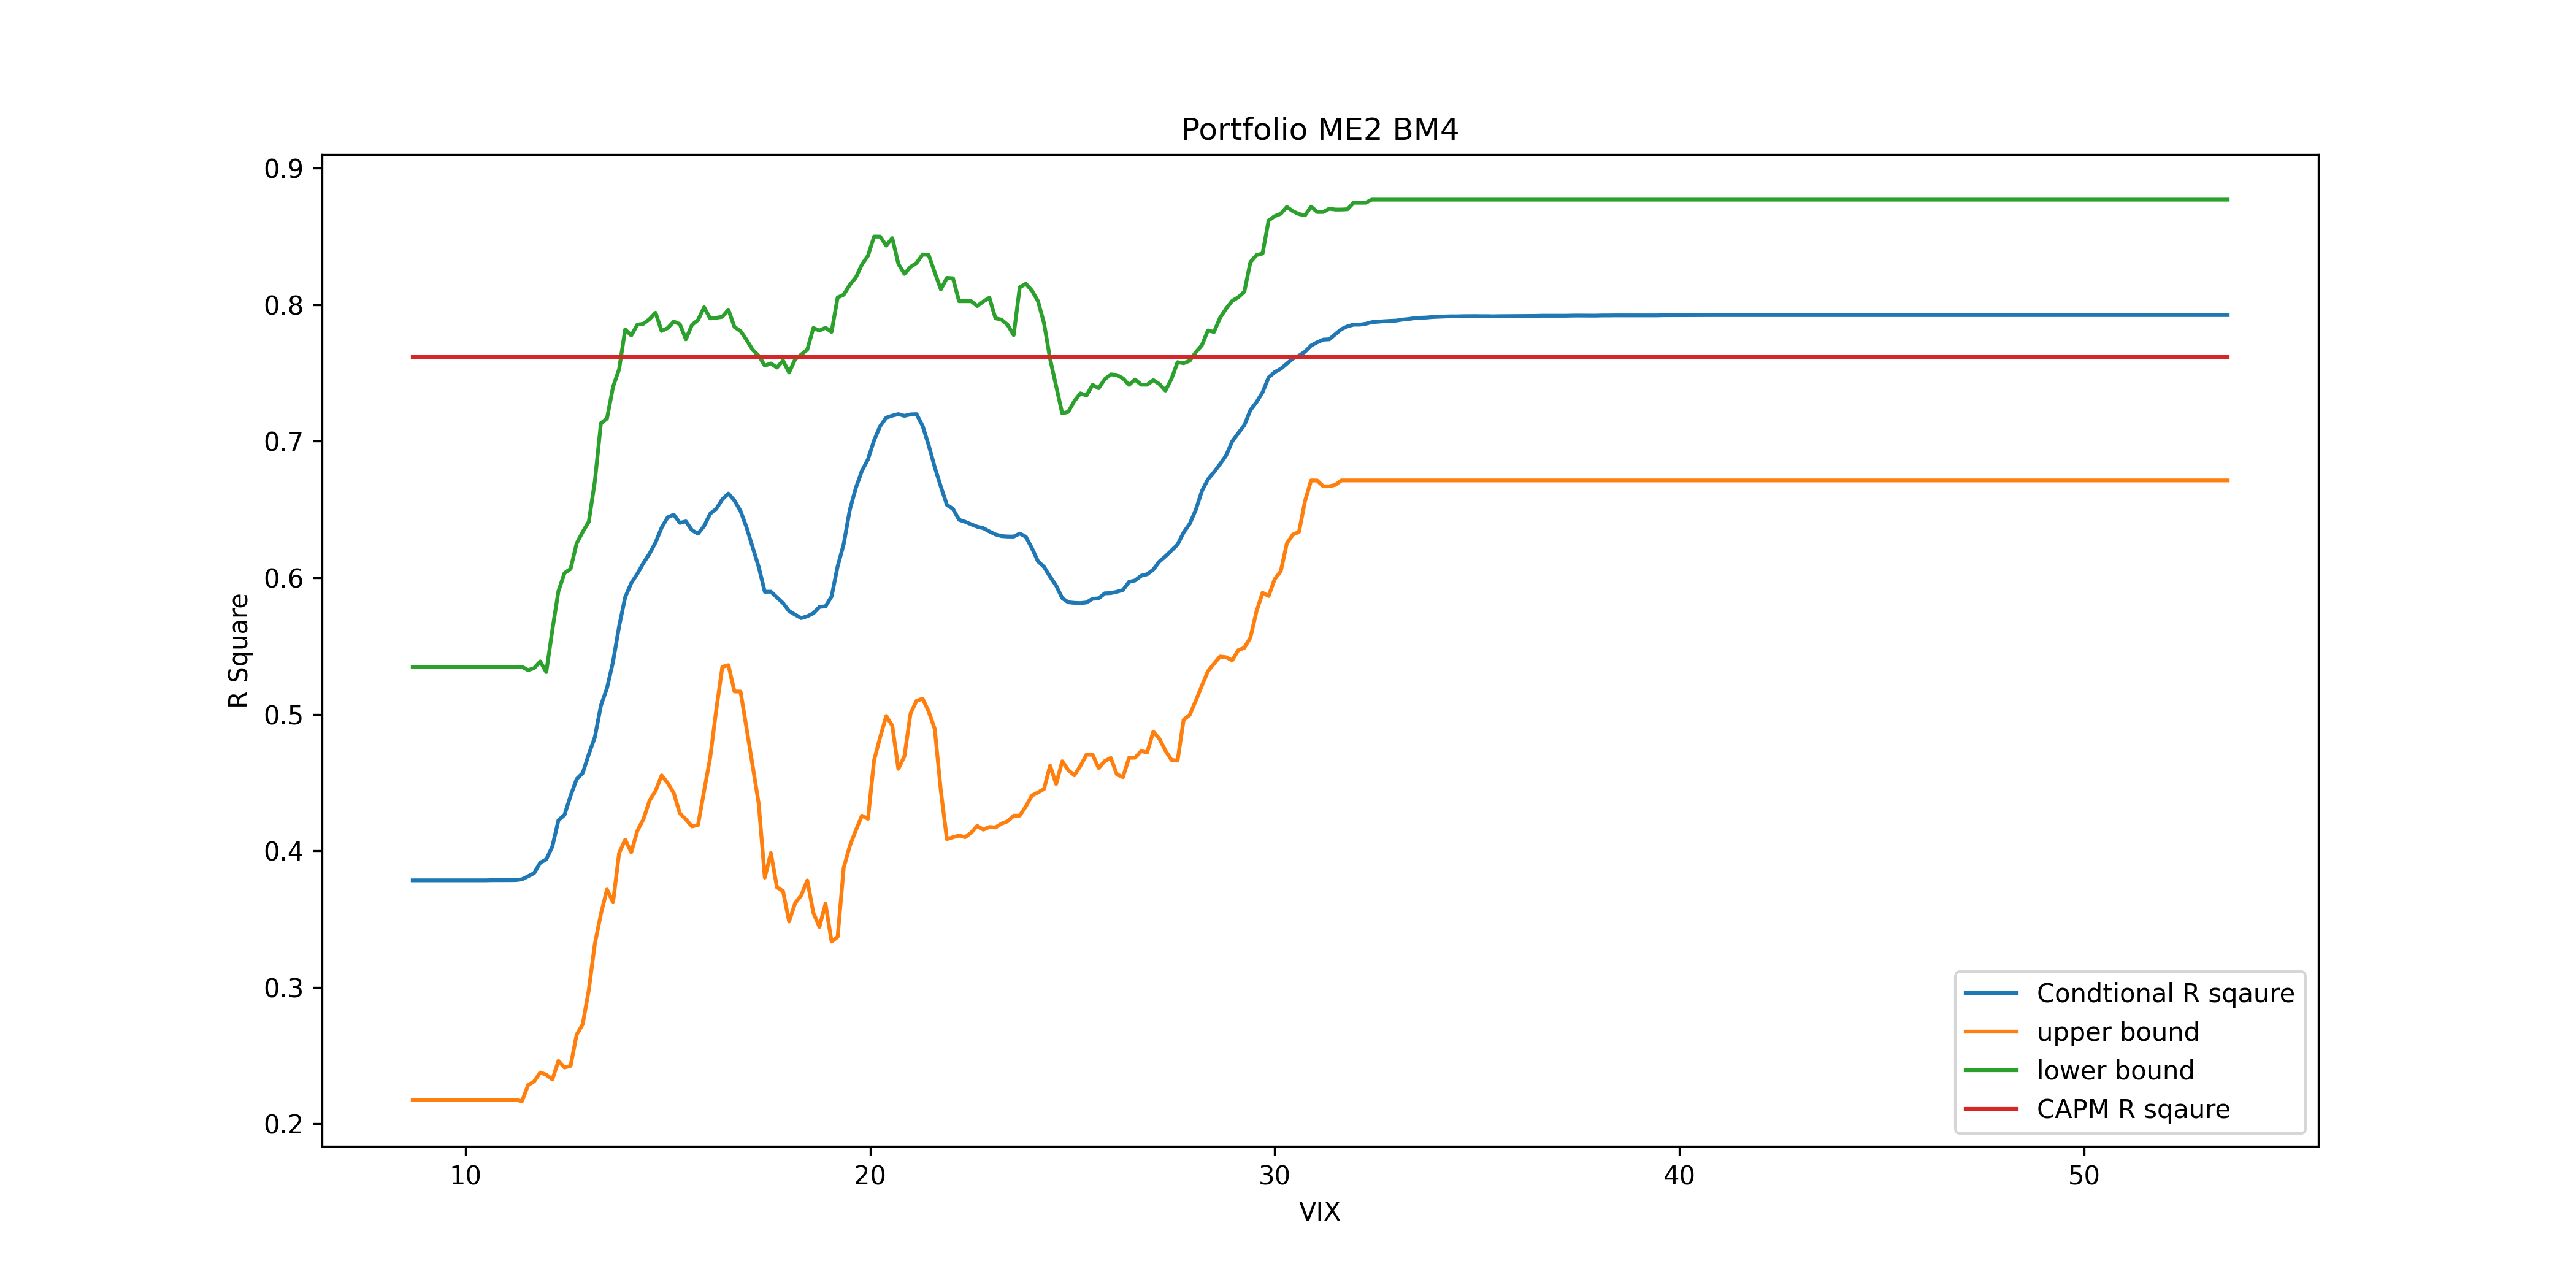 Portfolio ME2 BM4
0.9
0.8
0.7
0.6
0.5
0.4
0.3
0.2
R Square
10 20 30 40 50
VIX
Condtional R sqaure
upper bound
lower bound
CAPM R sqaure